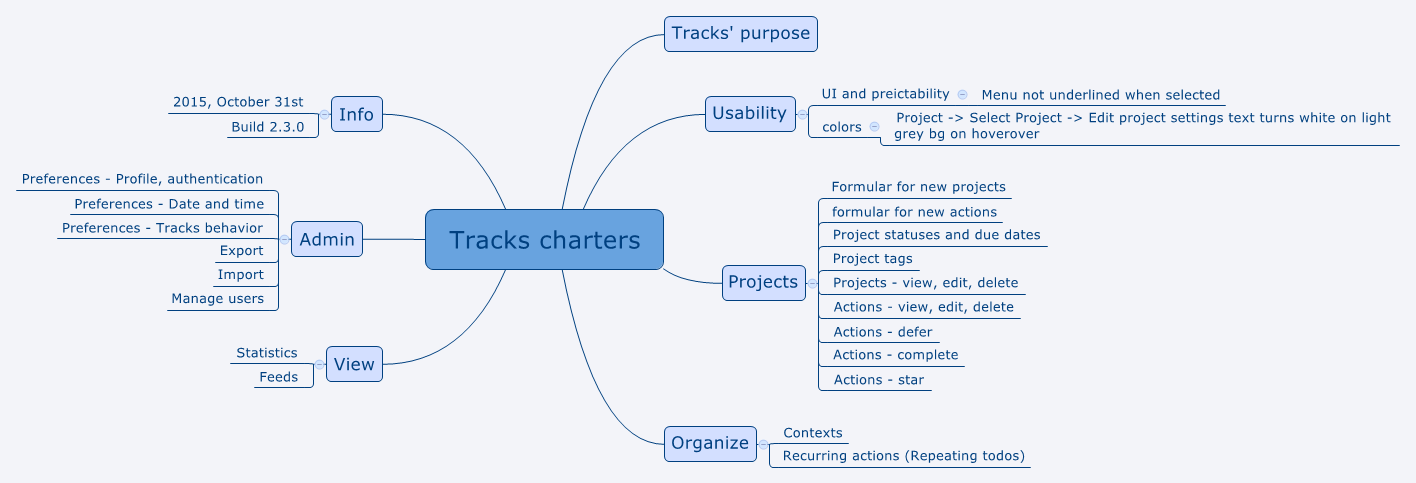 Tracks charters
Tracks' purpose
Usability
UI and preictability
Menu not underlined when selected
colors
Project -> Select Project -> Edit project settings text turns white on light
grey bg on hoverover
Projects
Formular for new projects
formular for new actions
Project statuses and due dates
Project tags
Projects - view, edit, delete
Actions - view, edit, delete
Actions - defer
Actions - complete
Actions - star
Organize
Contexts
Recurring actions (Repeating todos)
Info
2015, October 31st
Build 2.3.0
Admin
Preferences - Profile, authentication
Preferences - Date and time
Preferences - Tracks behavior
Export
Import
Manage users
View
Statistics
Feeds